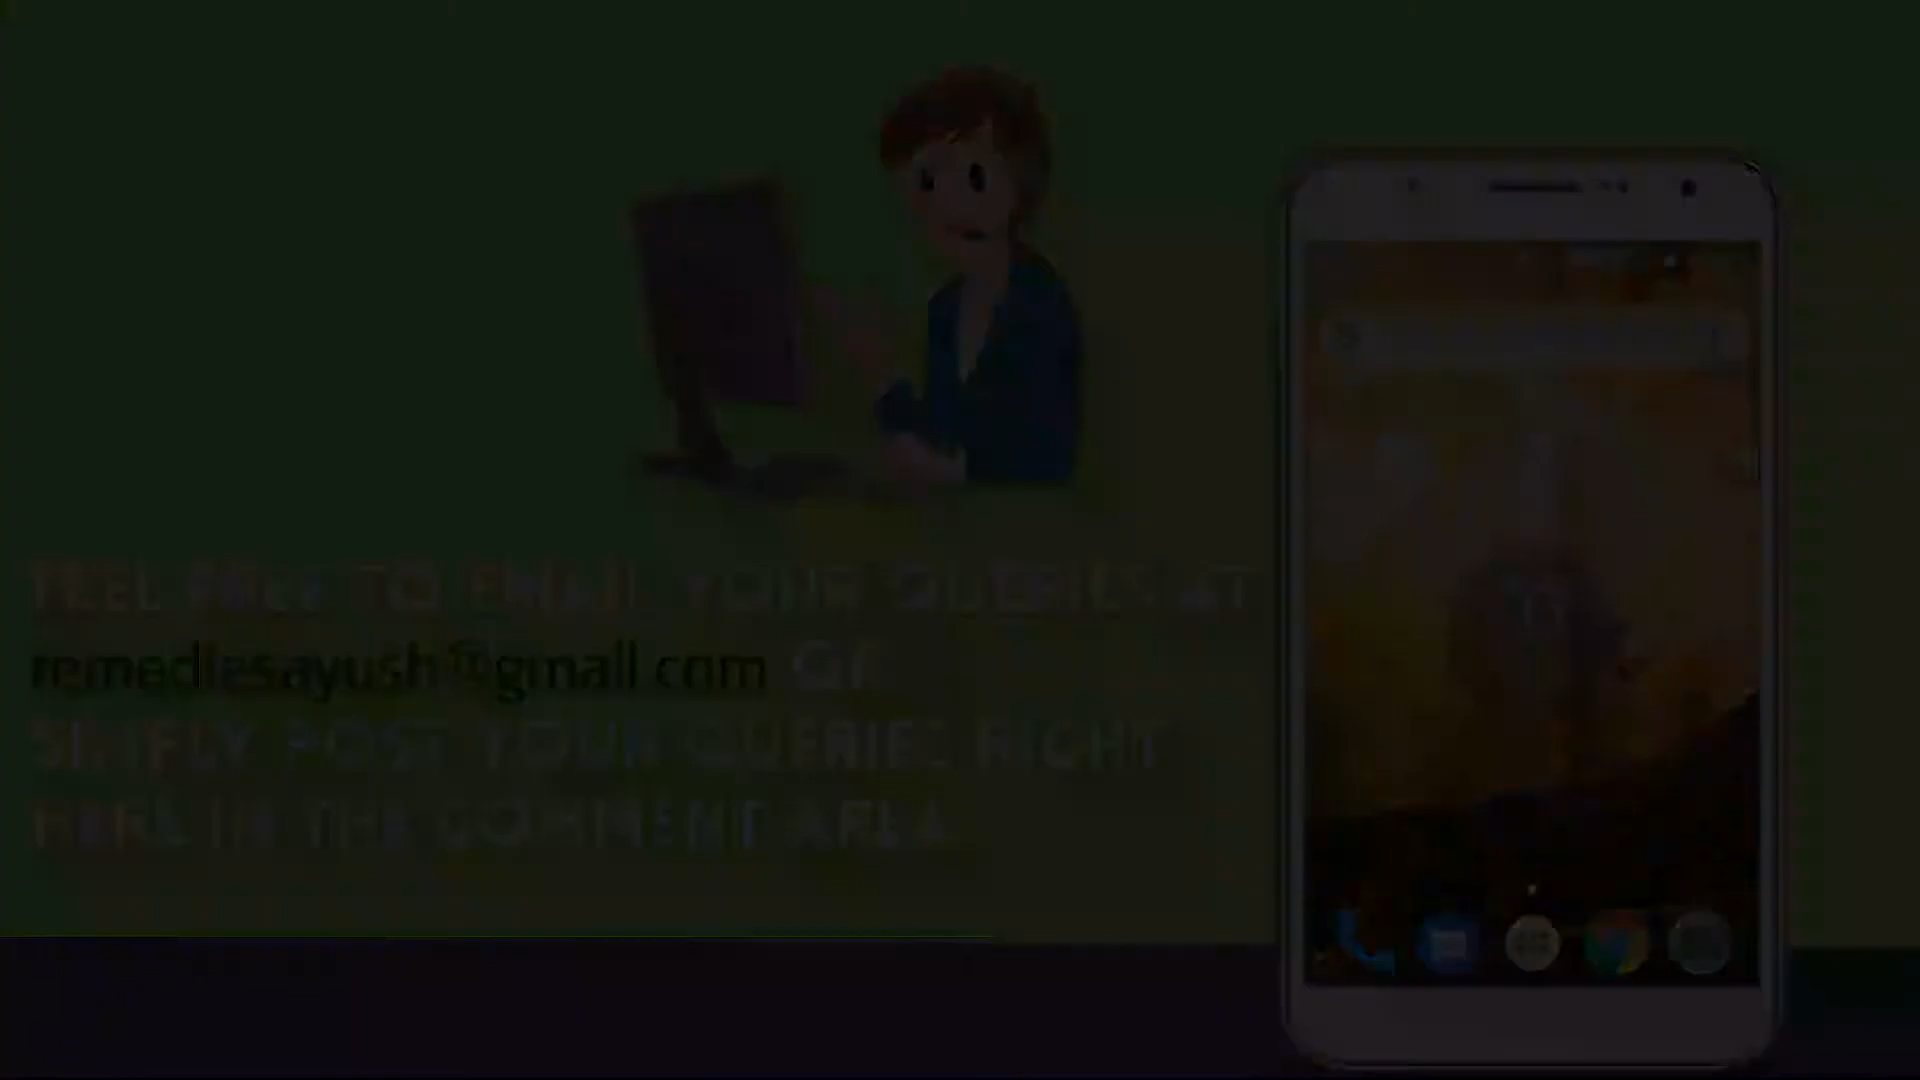 FEEL FREE TO EMAIL YOUR QUERIES AT
remediesayush@gmail.com Or
SIMPLY POST YOUR QUERIES RIGHT
HERE IN THE COMMENT AREA